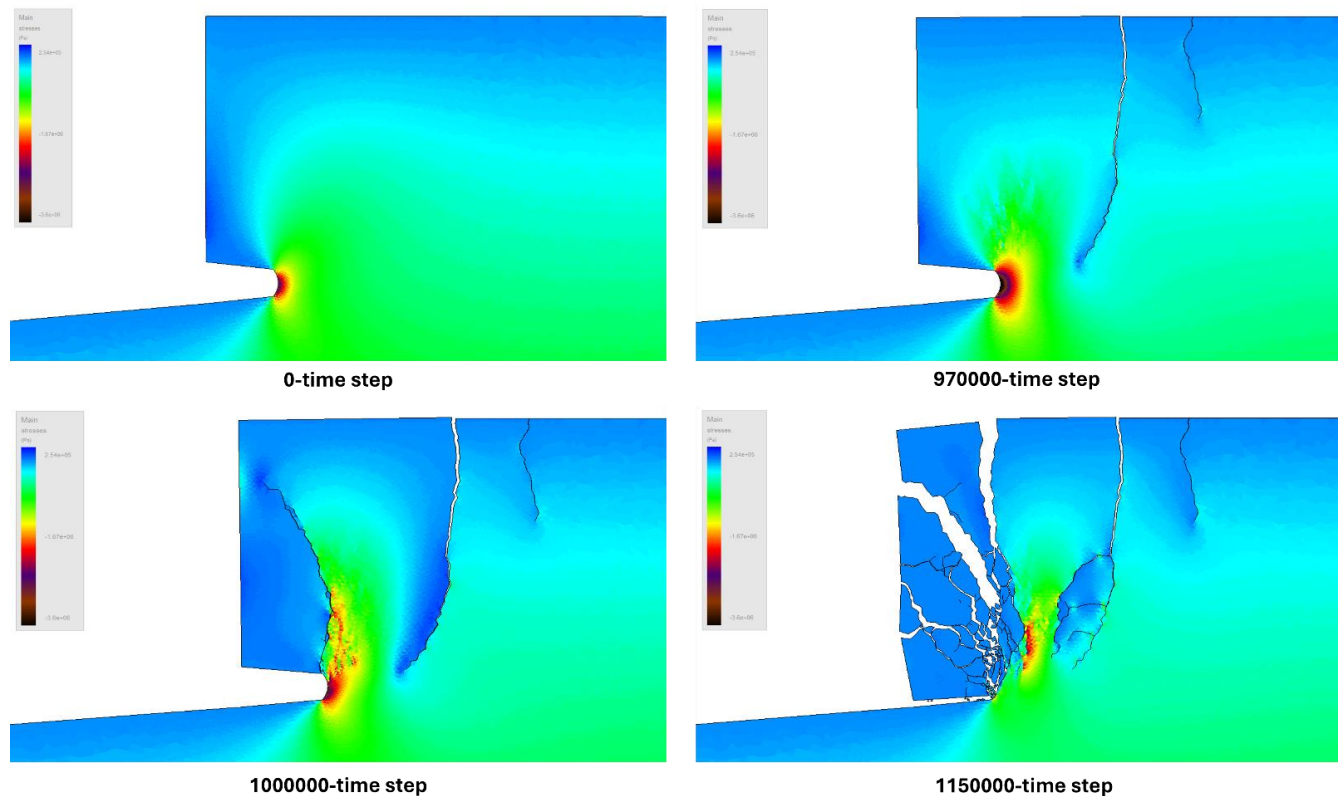 Main
stresses
(Pa)
2.54e+05
-1.67e+06
-3.6e+06
0-time step
Main
stresses
(Pa)
2.54e+05
-1.67e+06
-3.6e+06
970000-time step
Main
stresses
(Pa)
2.54e+05
-1.67e+06
-3.6e+06
1000000-time step
Main
stresses
(Pa)
2.54e+05
-1.67e+06
-3.6e+06
1150000-time step